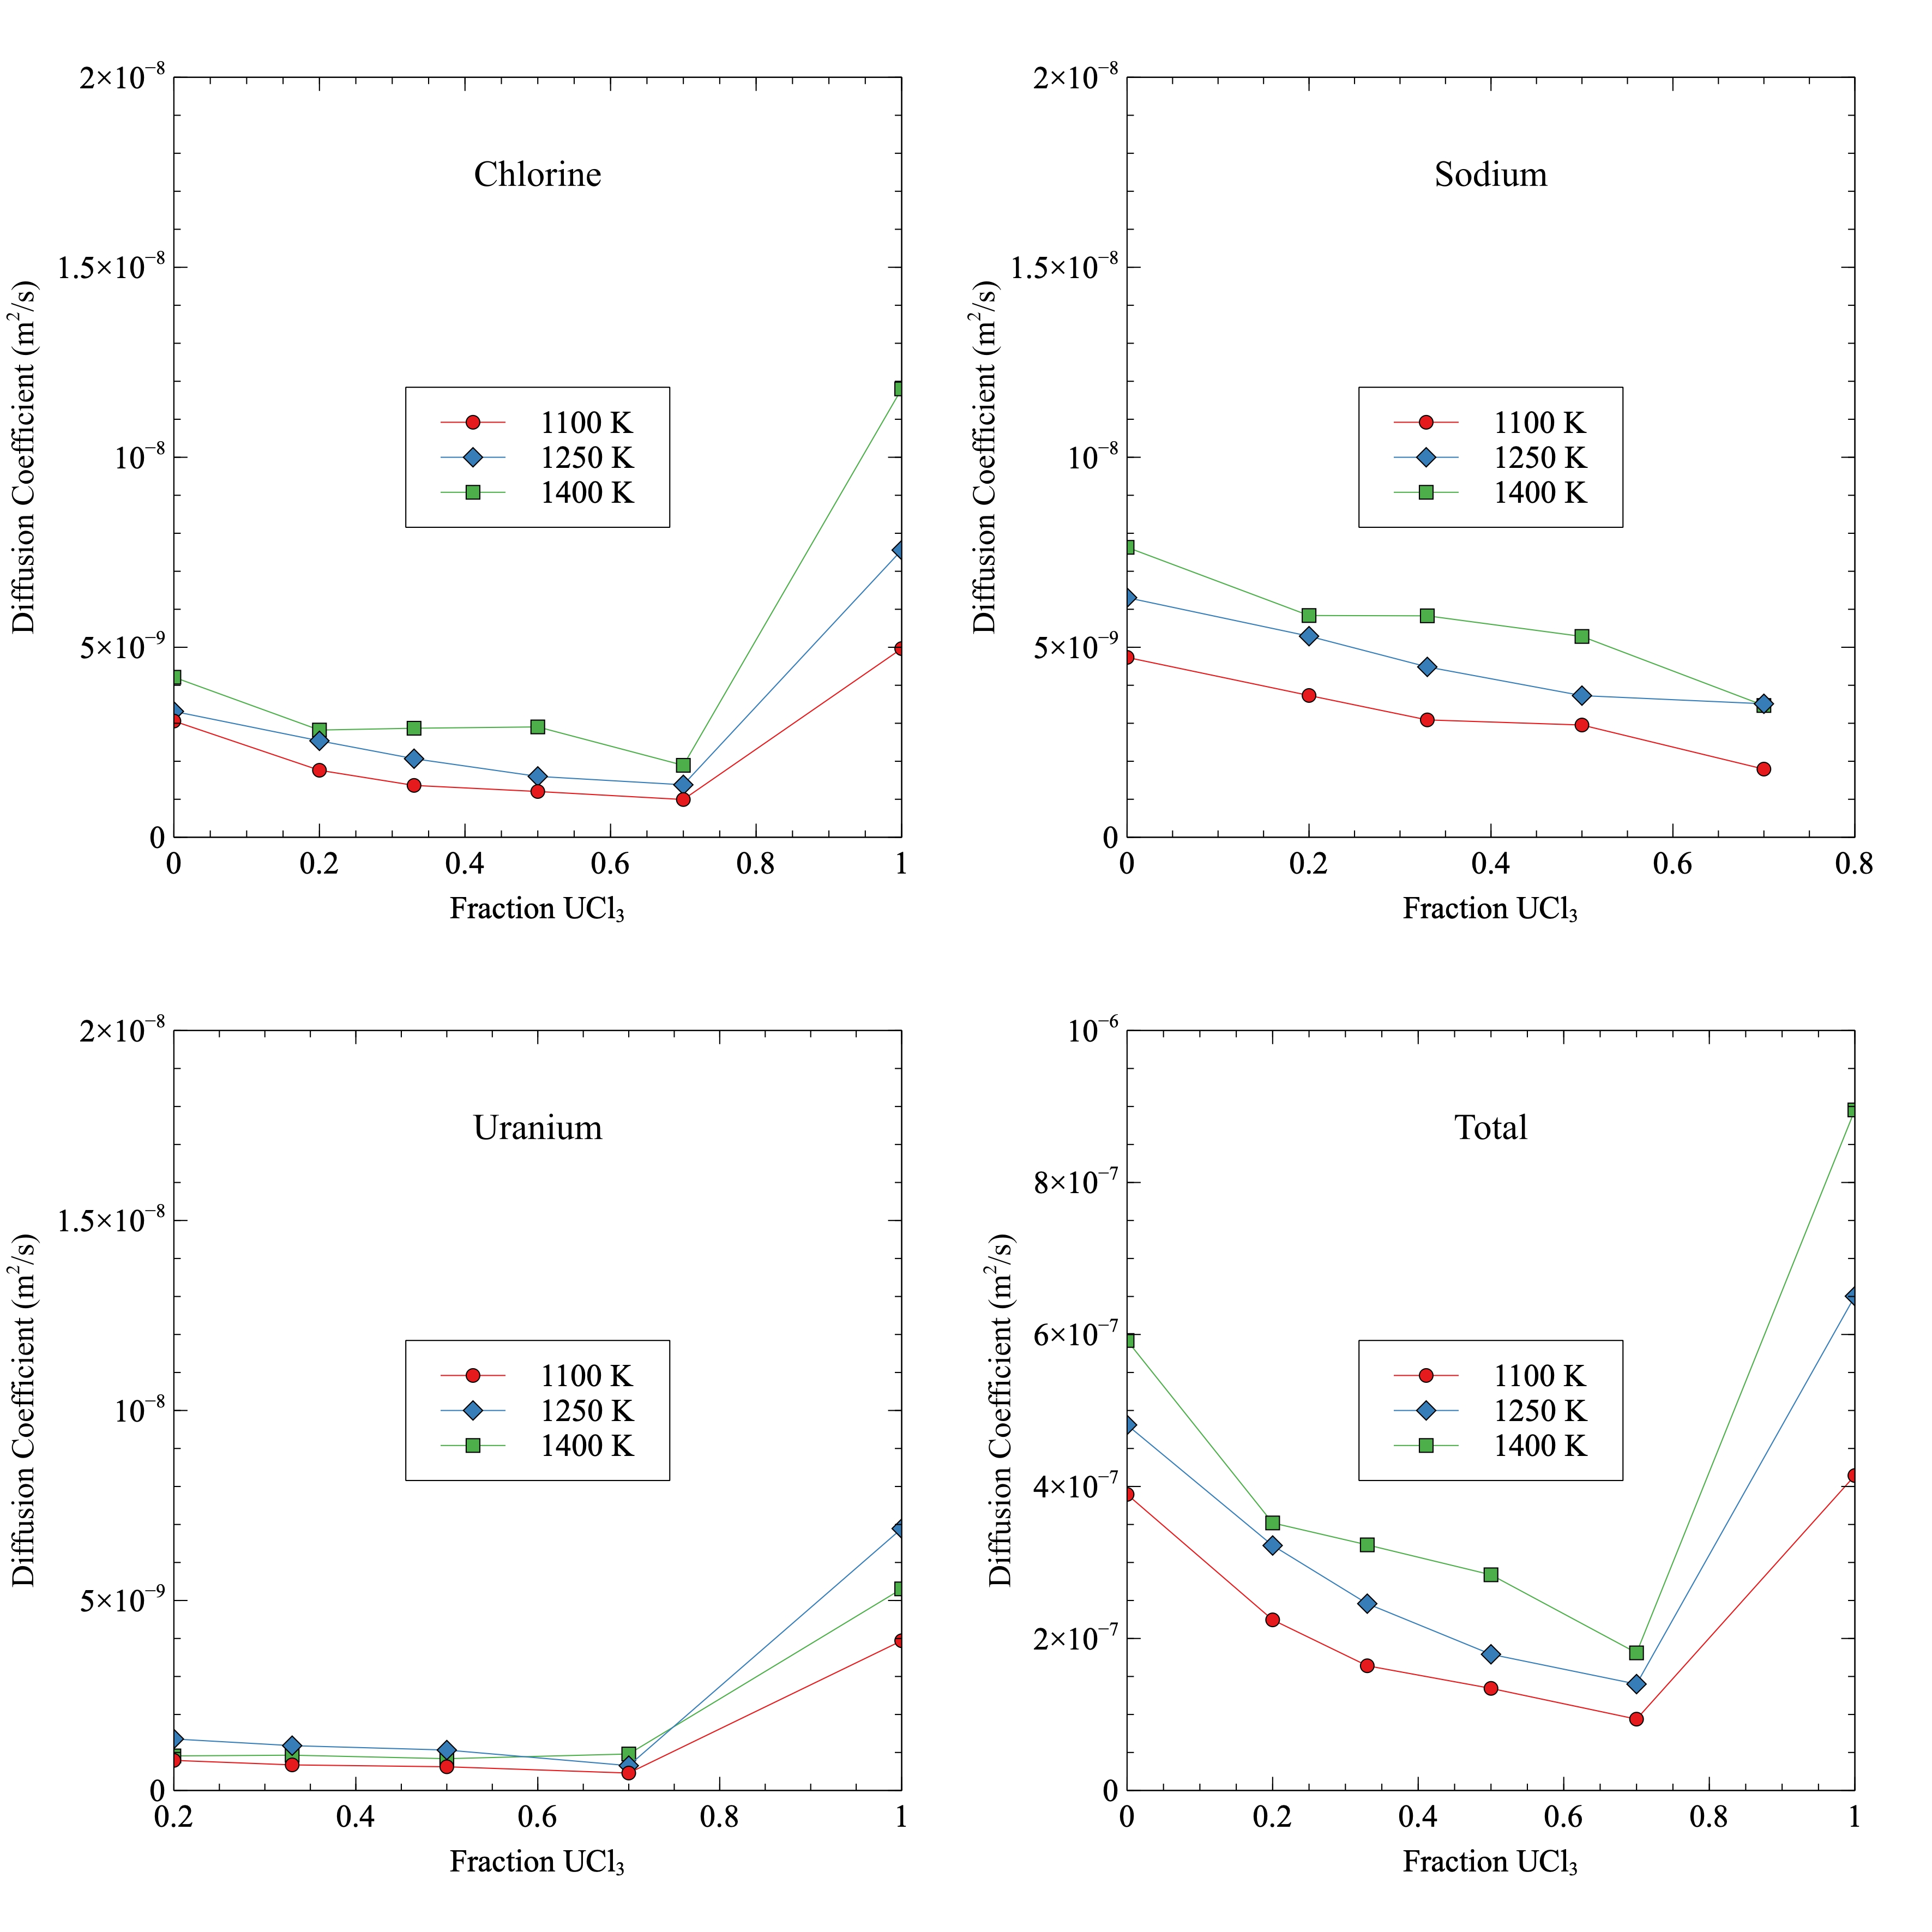 Chlorine
Diffusion Coefficient (m²/s)
2×10⁻⁸
1.5×10⁻⁸
10⁻⁸
5×10⁻⁹
0
1100 K
1250 K
1400 K
0 0.2 0.4 0.6 0.8 1
Fraction UCl₃
Sodium
Diffusion Coefficient (m²/s)
2×10⁻⁸
1.5×10⁻⁸
10⁻⁸
5×10⁻⁹
0
1100 K
1250 K
1400 K
0 0.2 0.4 0.6 0.8
Fraction UCl₃
Uranium
Diffusion Coefficient (m²/s)
2×10⁻⁸
1.5×10⁻⁸
10⁻⁸
5×10⁻⁹
0
1100 K
1250 K
1400 K
0.2 0.4 0.6 0.8 1
Fraction UCl₃
Total
Diffusion Coefficient (m²/s)
10⁻⁶
8×10⁻⁷
6×10⁻⁷
4×10⁻⁷
2×10⁻⁷
0
1100 K
1250 K
1400 K
0 0.2 0.4 0.6 0.8 1
Fraction UCl₃